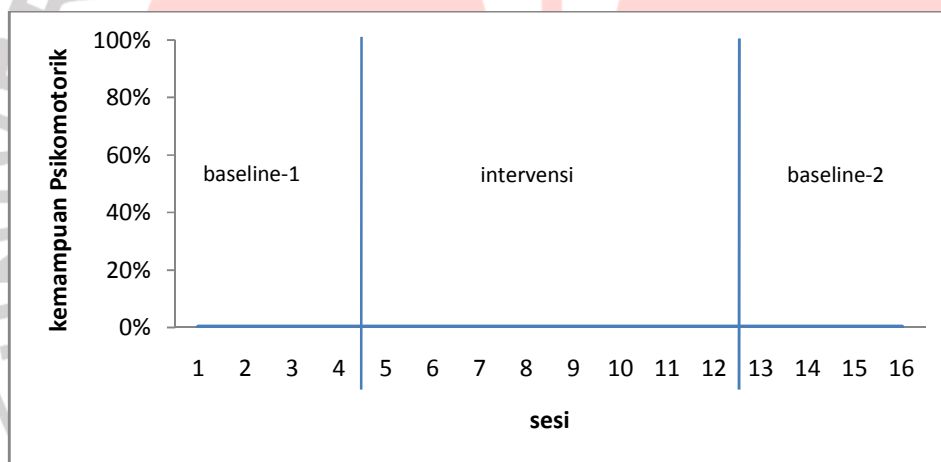 kemampuan Psikomotorik
100%
80%
60%
40%
20%
0%
baseline-1
intervensi
baseline-2
1 2 3 4 5 6 7 8 9 10 11 12 13 14 15 16
sesi